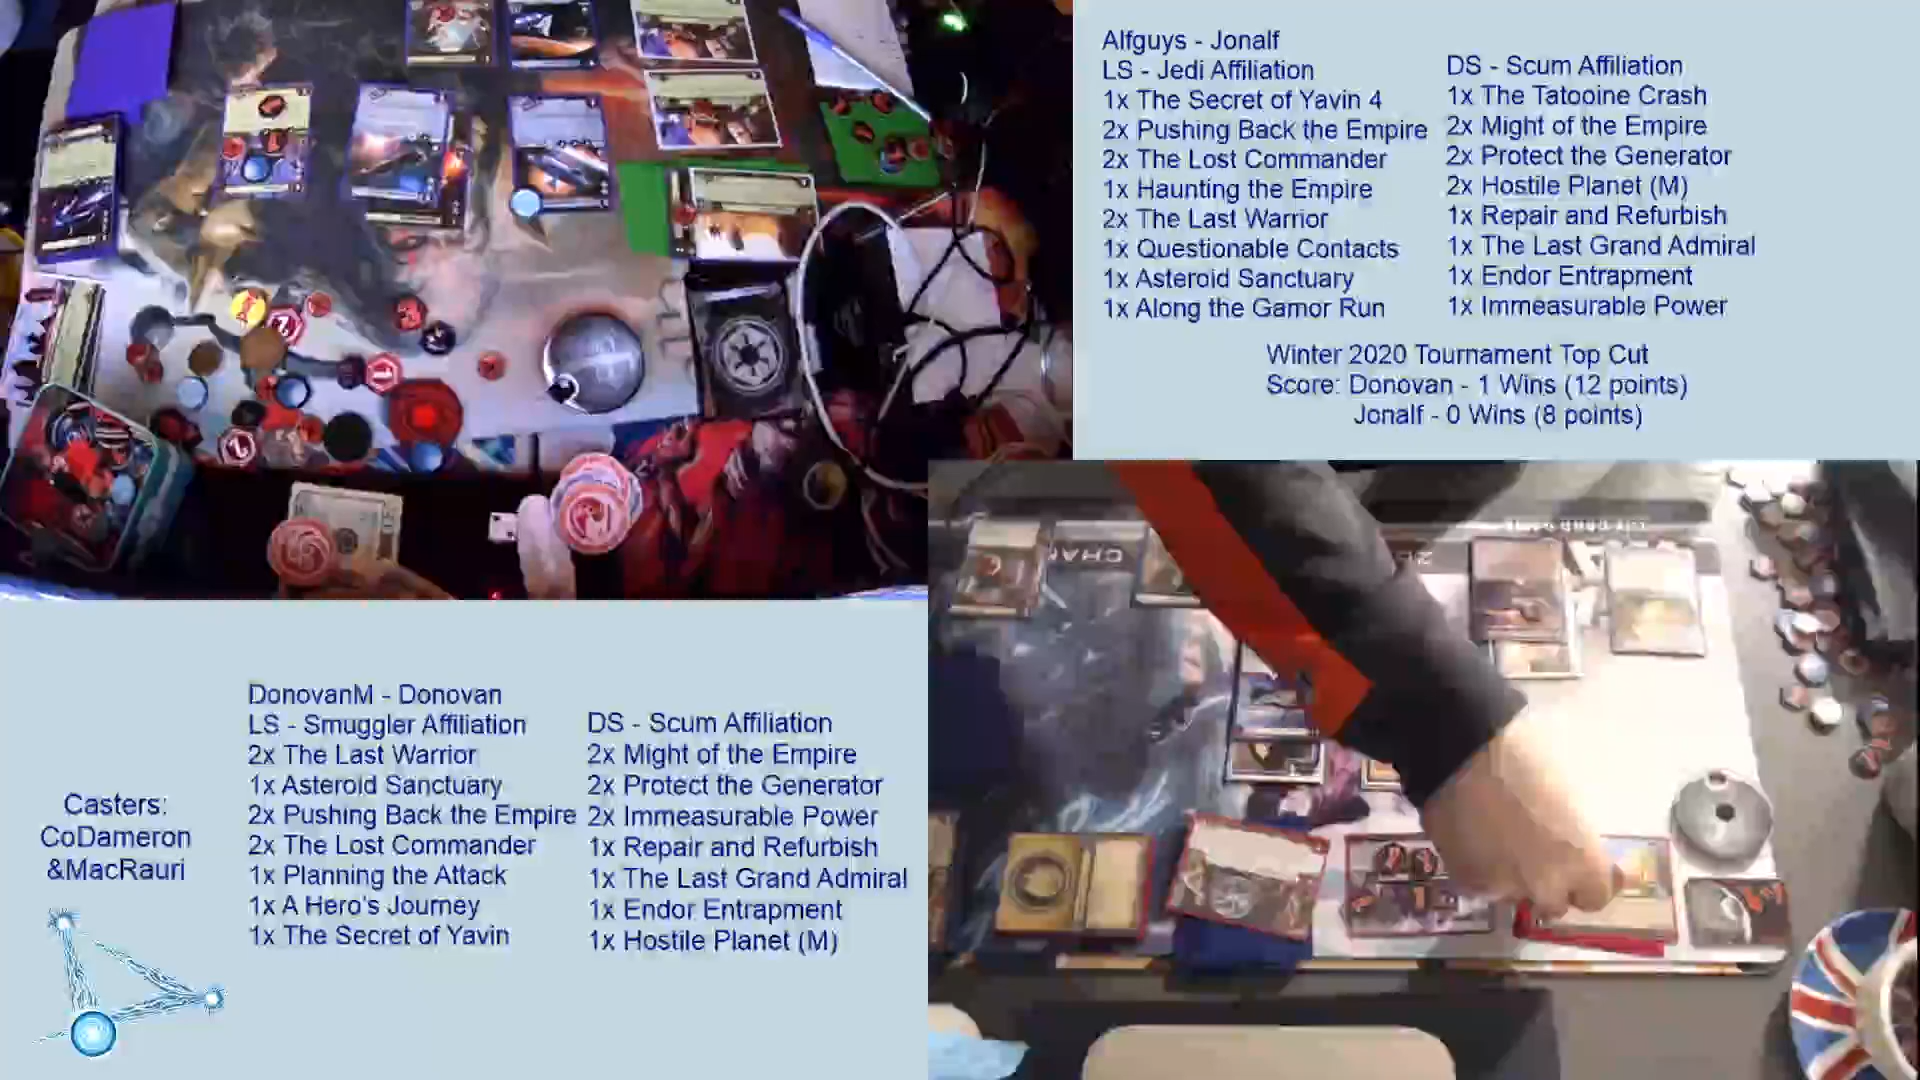 Alfguys - Jonalf
LS - Jedi Affiliation
1x The Secret of Yavin 4
2x Pushing Back the Empire
2x The Lost Commander
1x Haunting the Empire
2x The Last Warrior
1x Questionable Contacts
1x Asteroid Sanctuary
1x Along the Gamor Run
DS - Scum Affiliation
1x The Tatooine Crash
2x Might of the Empire
2x Protect the Generator
2x Hostile Planet (M)
1x Repair and Refurbish
1x The Last Grand Admiral
1x Endor Entrapment
1x Immeasurable Power
Winter 2020 Tournament Top Cut
Score: Donovan - 1 Wins (12 points)
Jonalf - 0 Wins (8 points)
DonovanM - Donovan
LS - Smuggler Affiliation
2x The Last Warrior
1x Asteroid Sanctuary
2x Pushing Back the Empire
2x The Lost Commander
1x Planning the Attack
1x A Hero's Journey
1x The Secret of Yavin
DS - Scum Affiliation
2x Might of the Empire
2x Protect the Generator
2x Immeasurable Power
1x Repair and Refurbish
1x The Last Grand Admiral
1x Endor Entrapment
1x Hostile Planet (M)
Casters:
CoDameron
&MacRauri